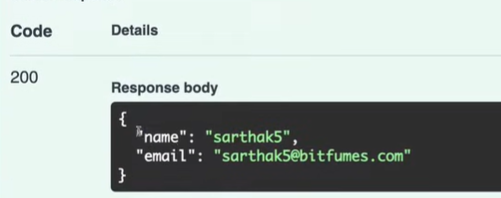 Code Details
200
Response body
{
"name": "sarthak5",
"email": "sarthak5@bitfumes.com"
}